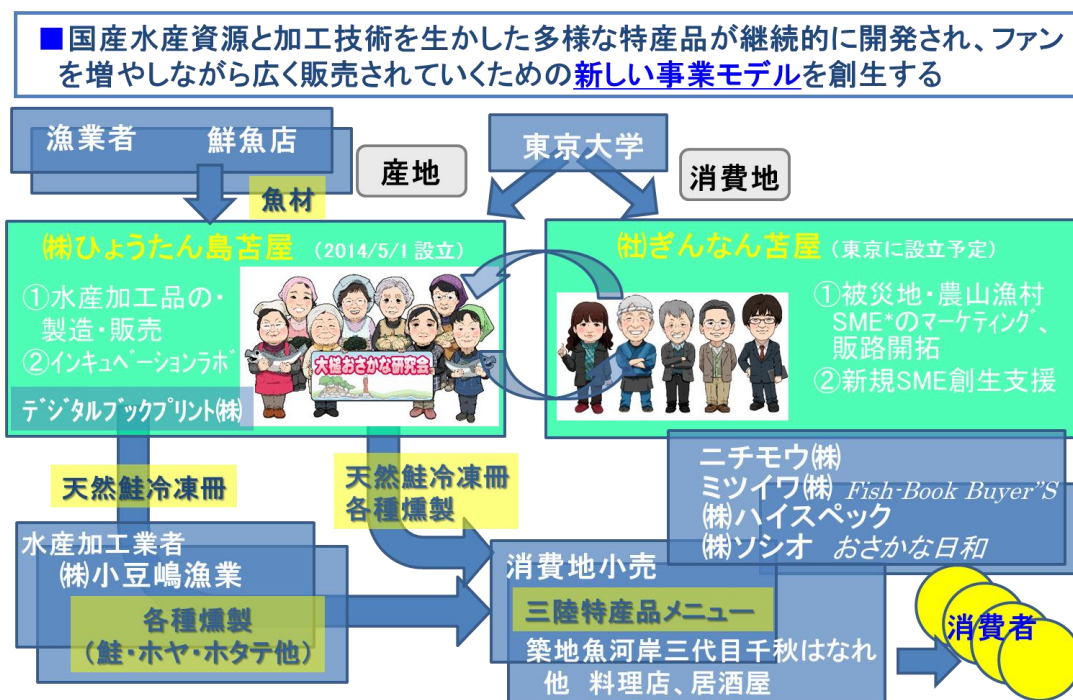 ■国産水産資源と加工技術を生かした多様な特産品が継続的に開発され、ファン
を増やしながら広く販売されていくための新しい事業モデルを創生する
漁業者 鮮魚店
産地
東京大学
消費地
魚材
㈱ひょうたん島苫屋 (2014/5/1設立)
①水産加工品の・
製造・販売
②インキュベーションラボ
デジタルブックプリント㈱
大槌おさかな研究会
㈳ぎんなん苫屋(東京に設立予定)
①被災地・農山漁村
SME*のマーケティング、
販路開拓
②新規SME創生支援
天然鮭冷凍冊
天然鮭冷凍冊
各種燻製
ニチモウ㈱
ミツイワ㈱ Fish-Book Buyer"S
㈱ハイスペック
㈱ソシオ おさかな日和
水産加工業者
㈱小豆嶋漁業
各種燻製
(鮭・ホヤ・ホタテ他)
消費地小売
三陸特産品メニュー
築地魚河岸三代目千秋はなれ
他 料理店、居酒屋
消費者